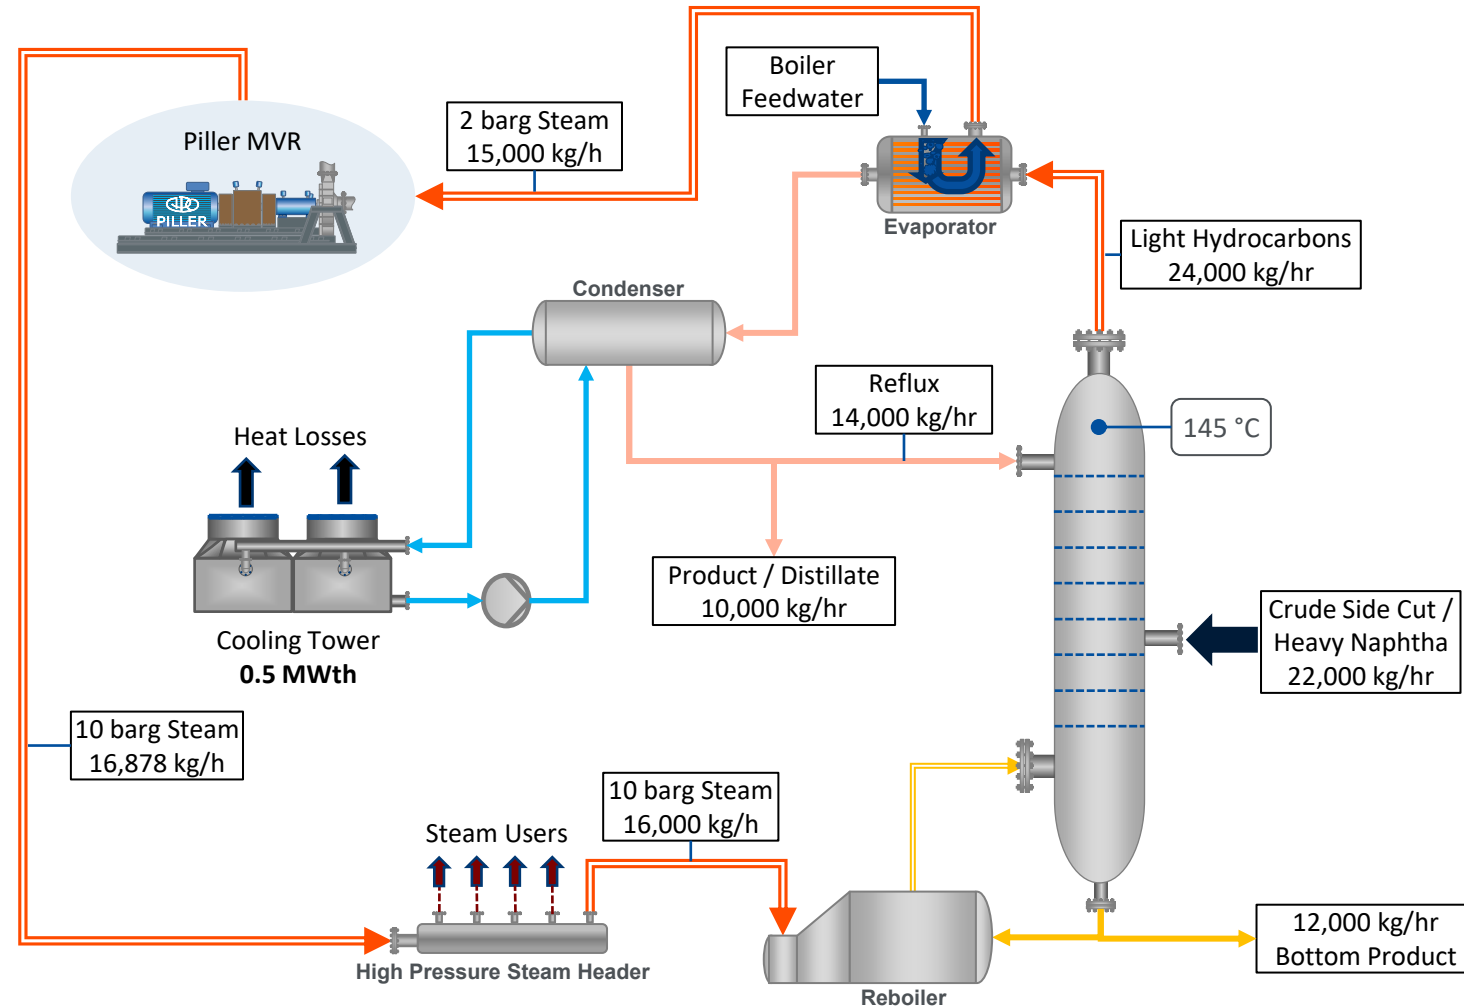 Boiler
Feedwater
2 barg Steam
15,000 kg/h
Piller MVR
PILLER
Evaporator
Light Hydrocarbons
24,000 kg/hr
Condenser
Reflux
14,000 kg/hr
145 °C
Heat Losses
Product / Distillate
10,000 kg/hr
Crude Side Cut /
Heavy Naphtha
22,000 kg/hr
Cooling Tower
0.5 MWth
10 barg Steam
16,878 kg/h
10 barg Steam
16,000 kg/h
Steam Users
High Pressure Steam Header
12,000 kg/hr
Bottom Product
Reboiler